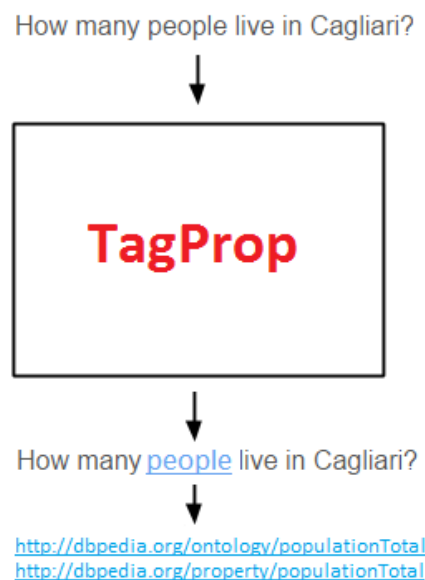 How many people live in Cagliari?
TagProp
How many people live in Cagliari?
http://dbpedia.org/ontology/populationTotal
http://dbpedia.org/property/populationTotal